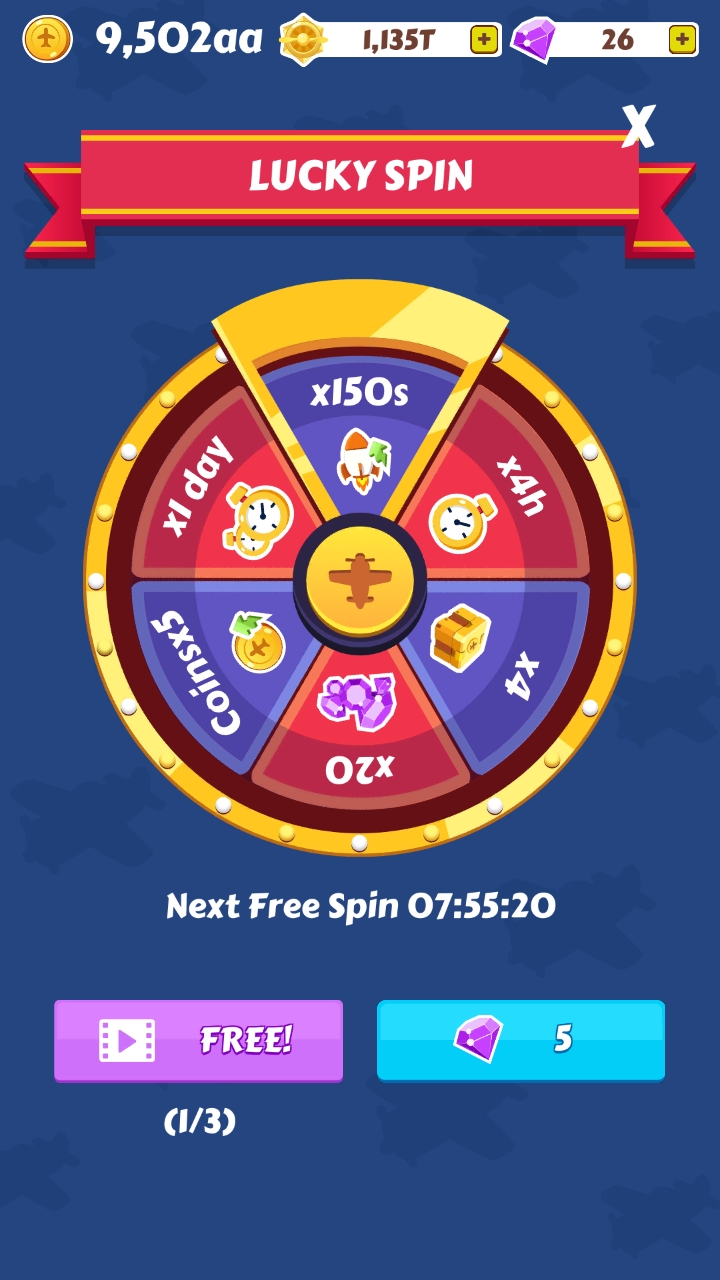 9,502aa
1,135T
26
X
LUCKY SPIN
x150s
x1 day
x4h
Coinsx5
x4
x20
Next Free Spin 07:55:20
FREE!
5
(1/3)